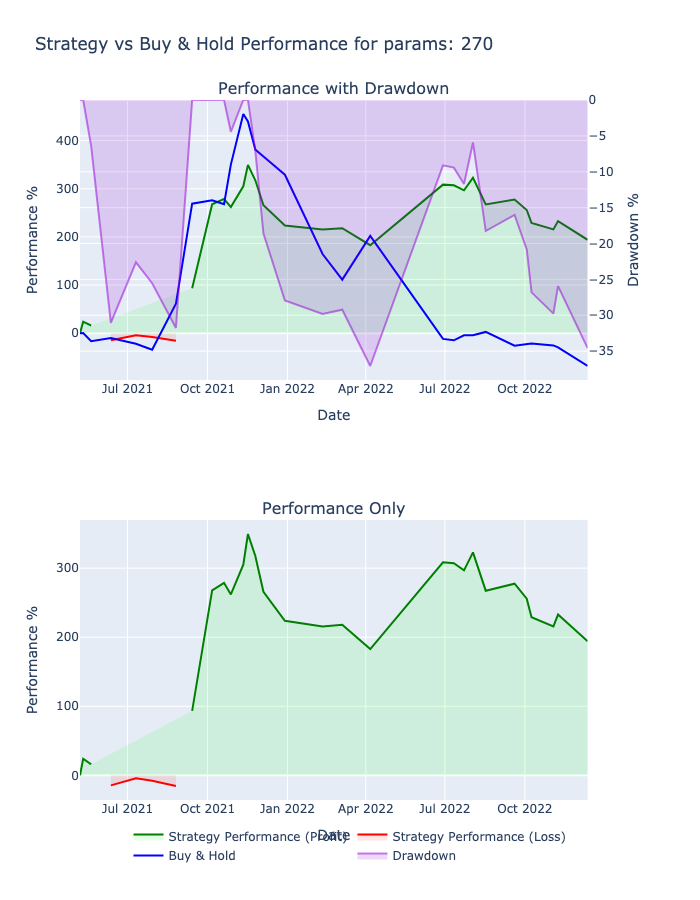 Strategy vs Buy & Hold Performance for params: 270
Performance with Drawdown
0
−5
−10
−15
−20
−25
−30
−35
400
300
200
100
0
Performance %
Drawdown %
Jul 2021
Oct 2021
Jan 2022
Apr 2022
Jul 2022
Oct 2022
Date
Performance Only
300
200
100
0
Performance %
Jul 2021
Oct 2021
Jan 2022
Apr 2022
Jul 2022
Oct 2022
Date
Strategy Performance (Profit)
Strategy Performance (Loss)
Buy & Hold
Drawdown